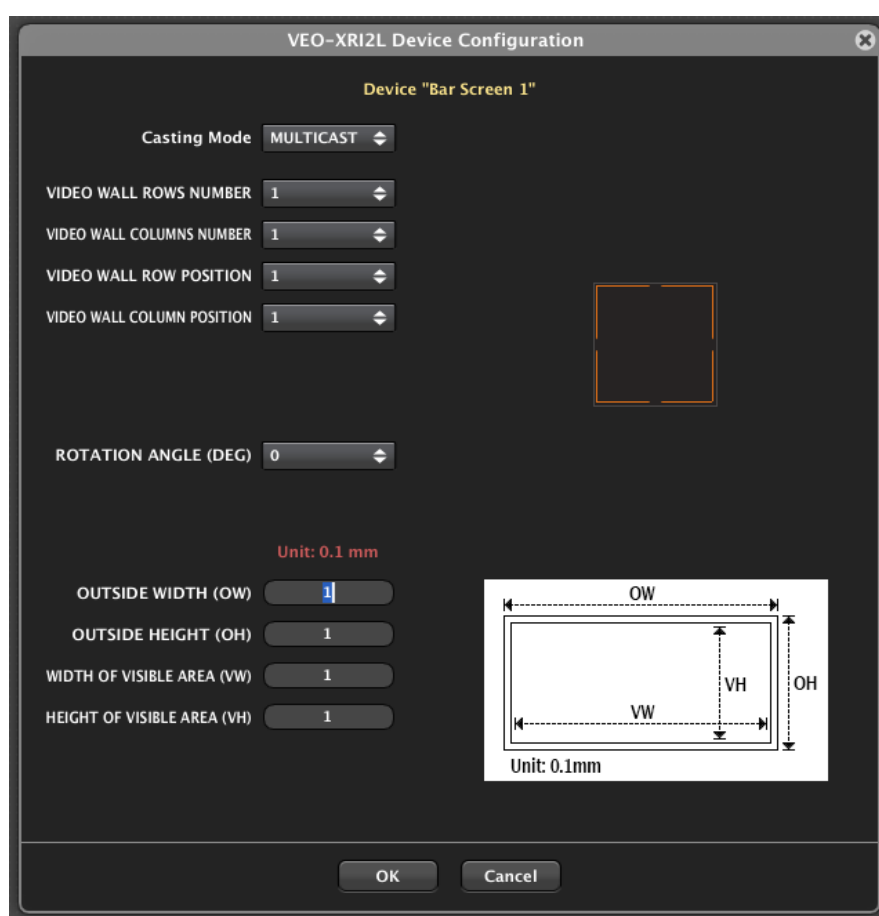 VEO-XRI2L Device Configuration
Device "Bar Screen 1"
Casting Mode MULTICAST
VIDEO WALL ROWS NUMBER 1
VIDEO WALL COLUMNS NUMBER 1
VIDEO WALL ROW POSITION 1
VIDEO WALL COLUMN POSITION 1
ROTATION ANGLE (DEG) 0
Unit: 0.1 mm
OUTSIDE WIDTH (OW) 1
OUTSIDE HEIGHT (OH) 1
WIDTH OF VISIBLE AREA (VW) 1
HEIGHT OF VISIBLE AREA (VH) 1
OW
VH
OH
VW
Unit: 0.1mm
OK
Cancel